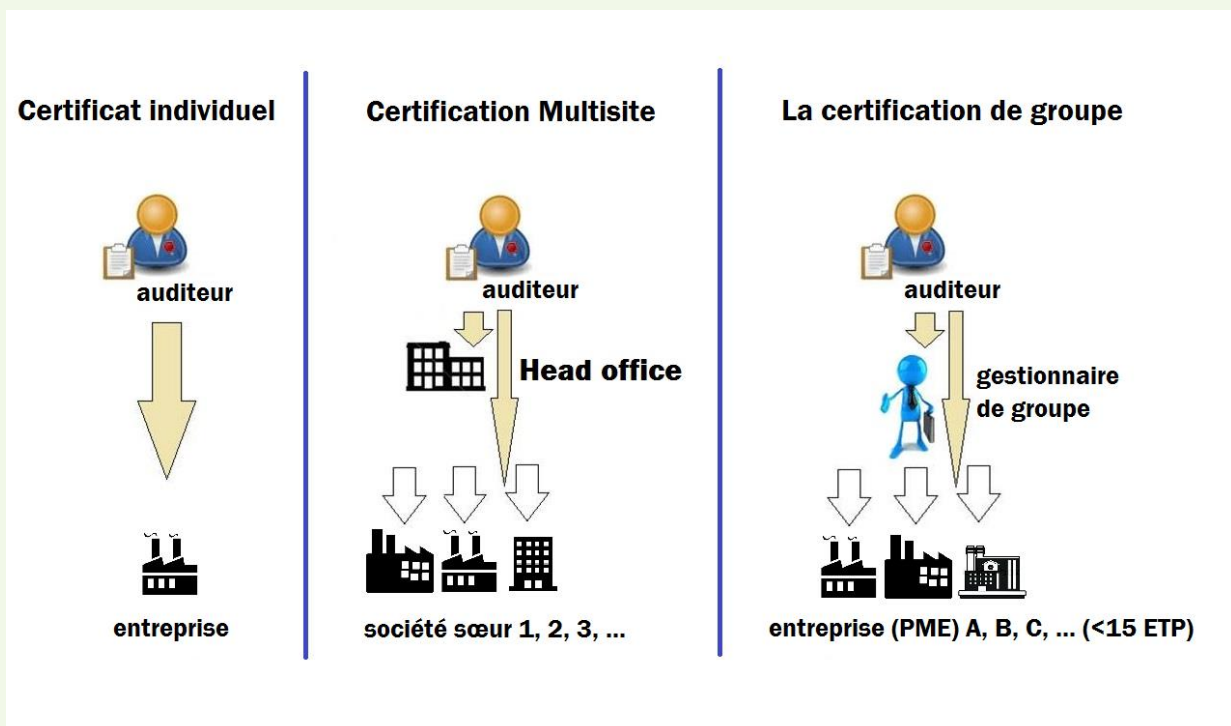 Certificat individuel
auditeur
entreprise
Certification Multisite
auditeur
Head office
société sœur 1, 2, 3, ...
La certification de groupe
auditeur
gestionnaire
de groupe
entreprise (PME) A, B, C, ... (<15 ETP)